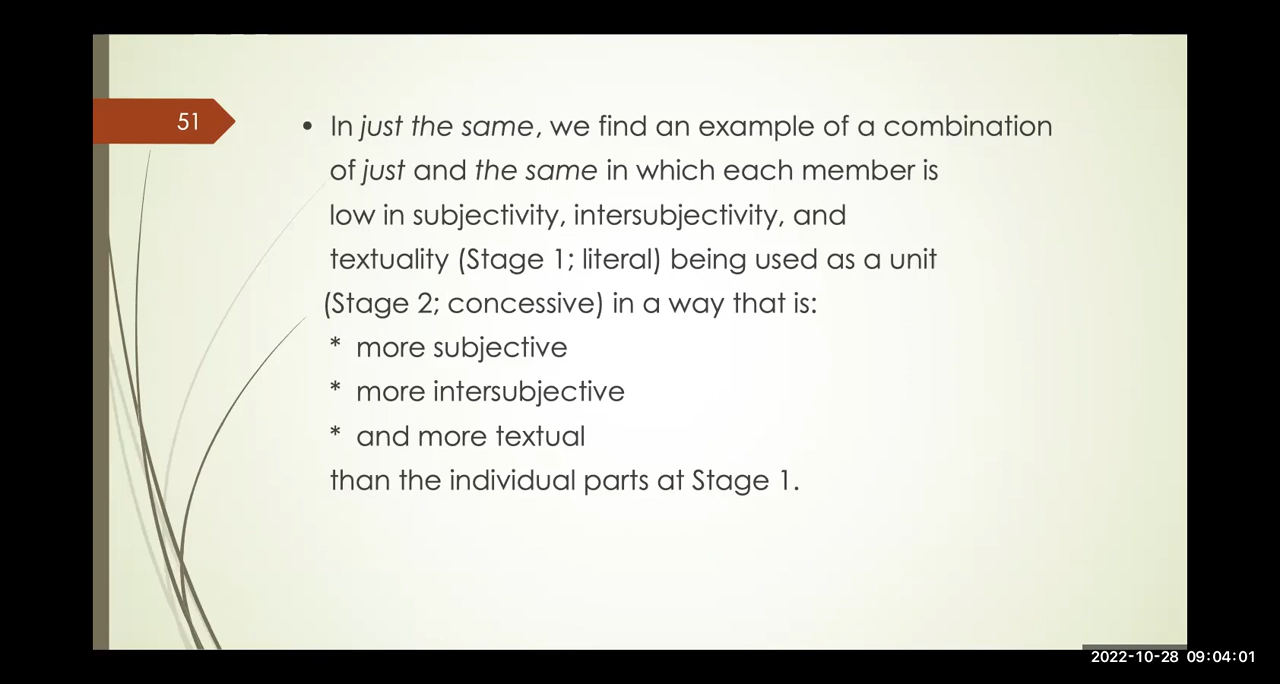 51
• In just the same, we find an example of a combination
of just and the same in which each member is
low in subjectivity, intersubjectivity, and
textuality (Stage 1; literal) being used as a unit
(Stage 2; concessive) in a way that is:
* more subjective
* more intersubjective
* and more textual
than the individual parts at Stage 1.
2022-10-28 09:04:01